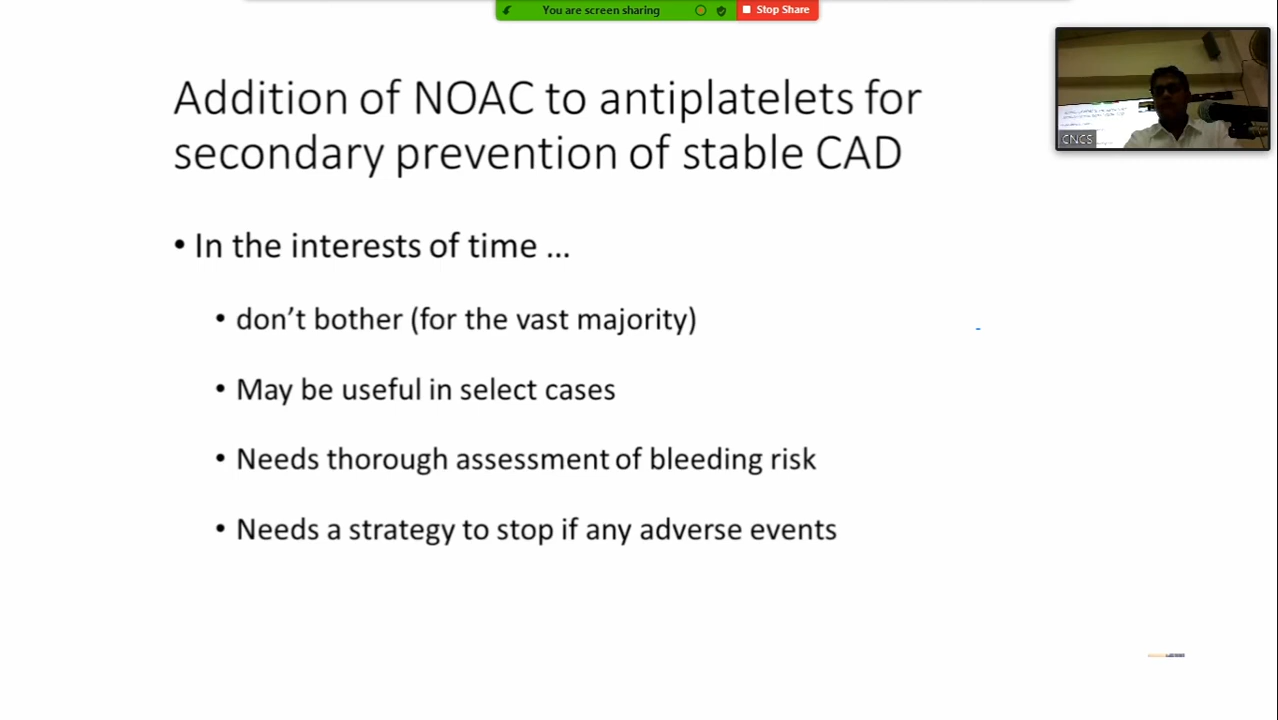 You are screen sharing
Stop Share
Addition of NOAC to antiplatelets for
secondary prevention of stable CAD
CNCS
• In the interests of time ...
• don’t bother (for the vast majority)
• May be useful in select cases
• Needs thorough assessment of bleeding risk
• Needs a strategy to stop if any adverse events